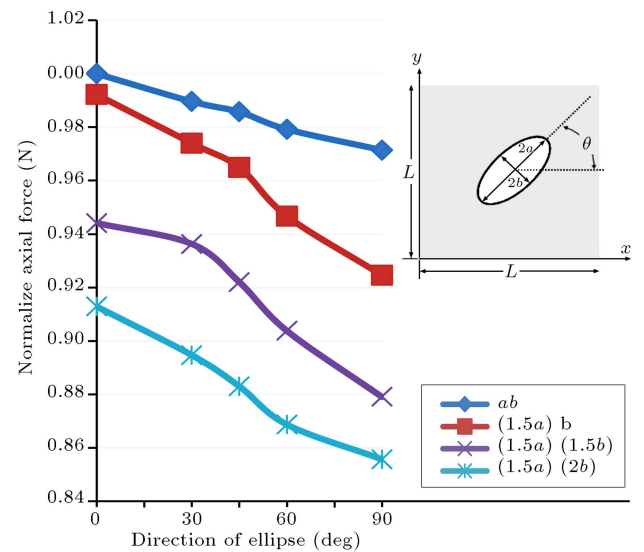 1.02
0.00
0.98
0.96
0.94
0.92
0.90
0.88
0.86
0.84
Normalize axial force (N)
0 30 45 60 90
Direction of ellipse (deg)
y
2a
2b
θ
L
x
L
ab
(1.5a) b
(1.5a) (1.5b)
(1.5a) (2b)